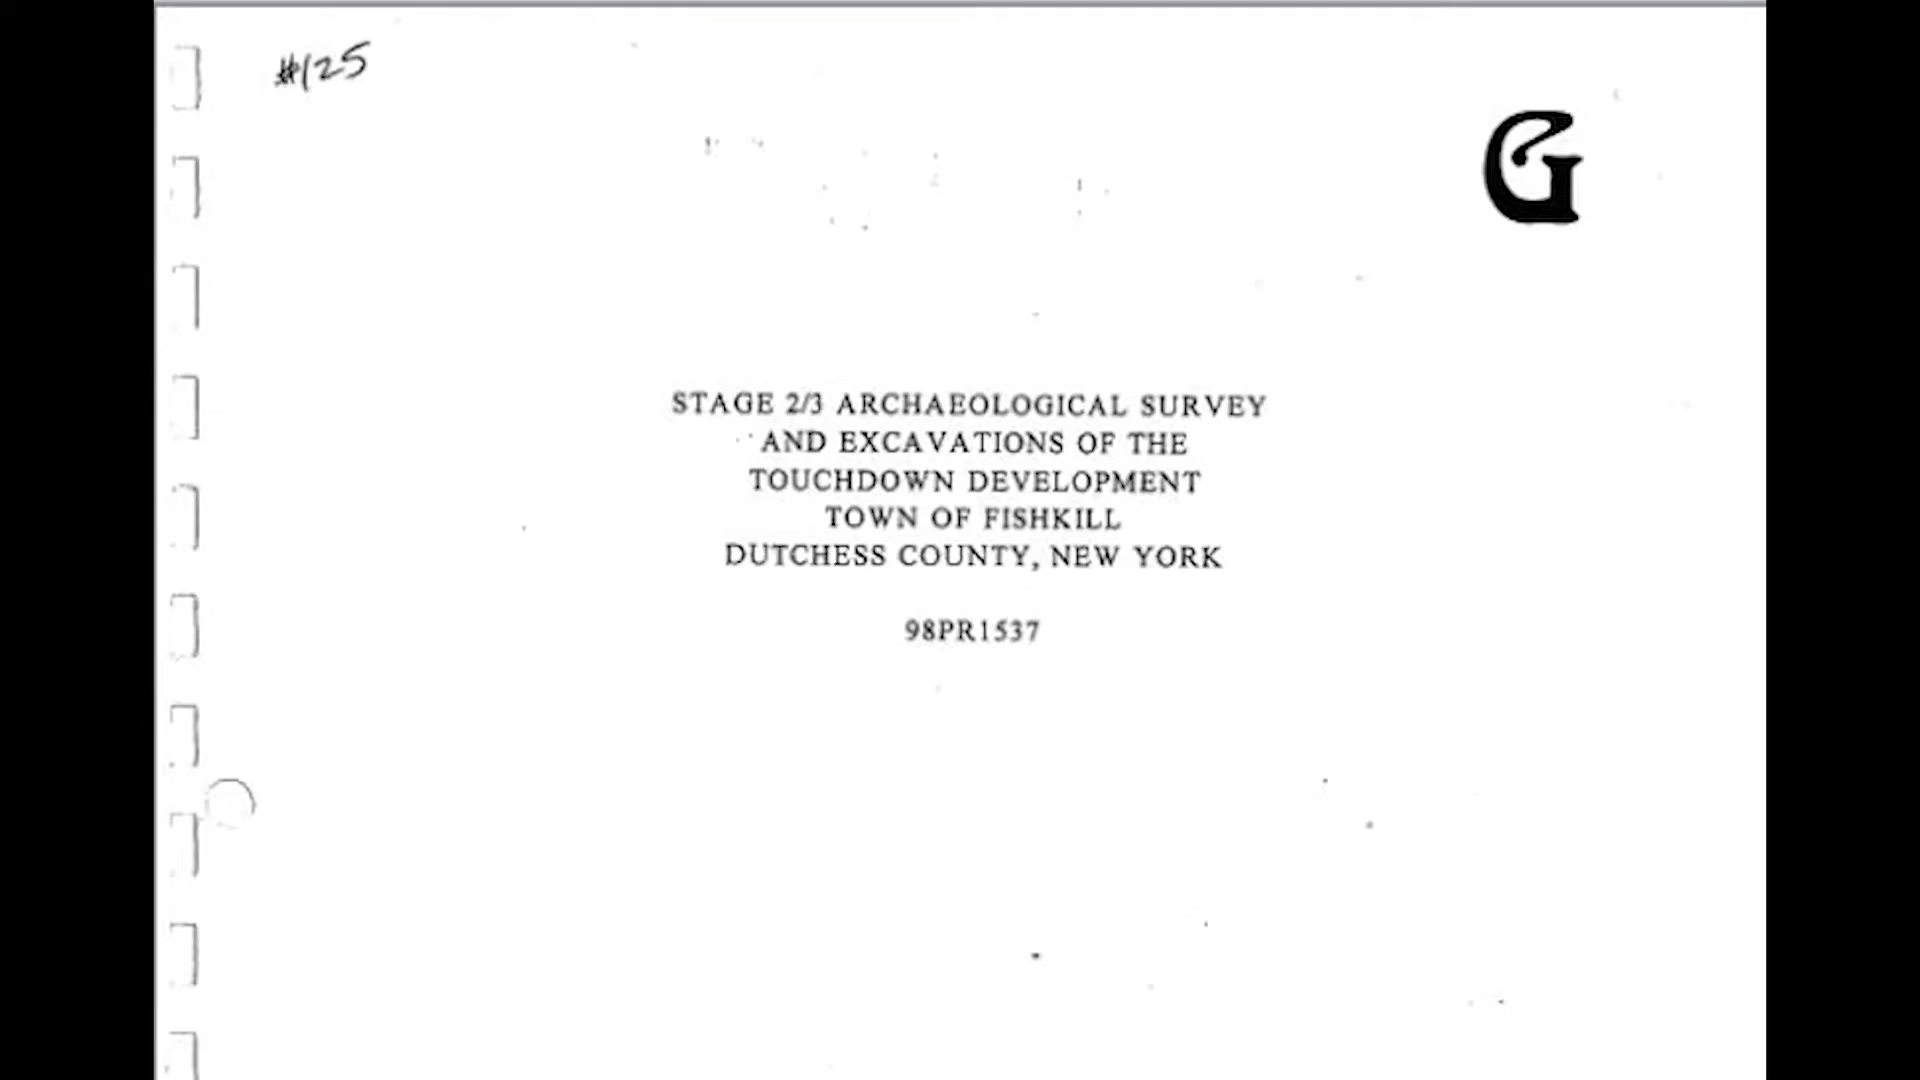 #125
G
STAGE 2/3 ARCHAEOLOGICAL SURVEY
AND EXCAVATIONS OF THE
TOUCHDOWN DEVELOPMENT
TOWN OF FISHKILL
DUTCHESS COUNTY, NEW YORK
98PR1537